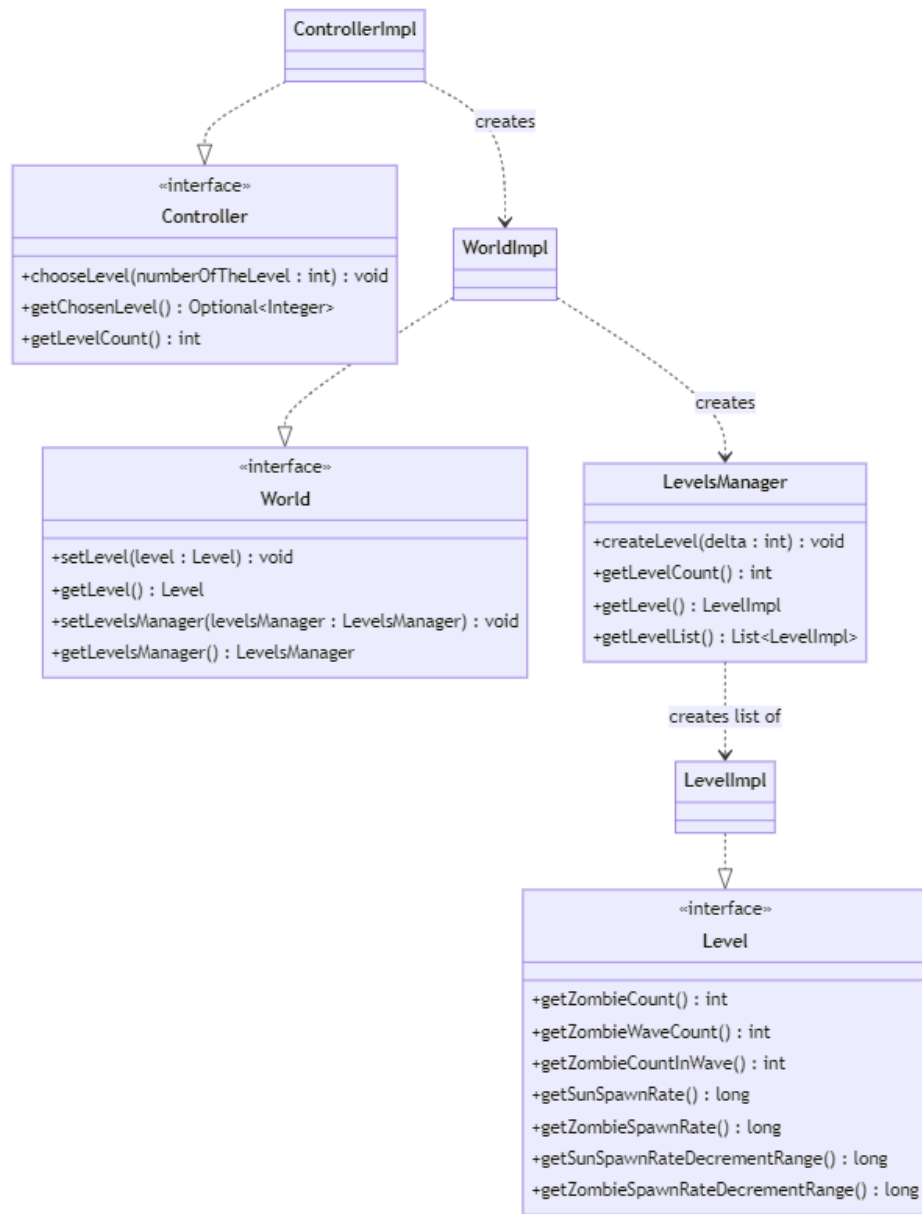 ControllerImpl
creates
«interface»
Controller
+chooseLevel(numberOfTheLevel : int) : void
+getChosenLevel() : Optional<Integer>
+getLevelCount() : int
WorldImpl
creates
«interface»
World
+setLevel(level : Level) : void
+getLevel() : Level
+setLevelsManager(levelsManager : LevelsManager) : void
+getLevelsManager() : LevelsManager
LevelsManager
+createLevel(delta : int) : void
+getLevelCount() : int
+getLevel() : LevelImpl
+getLevelList() : List<LevelImpl>
creates list of
LevelImpl
«interface»
Level
+getZombieCount() : int
+getZombieWaveCount() : int
+getZombieCountInWave() : int
+getSunSpawnRate() : long
+getZombieSpawnRate() : long
+getSunSpawnRateDecrementRange() : long
+getZombieSpawnRateDecrementRange() : long